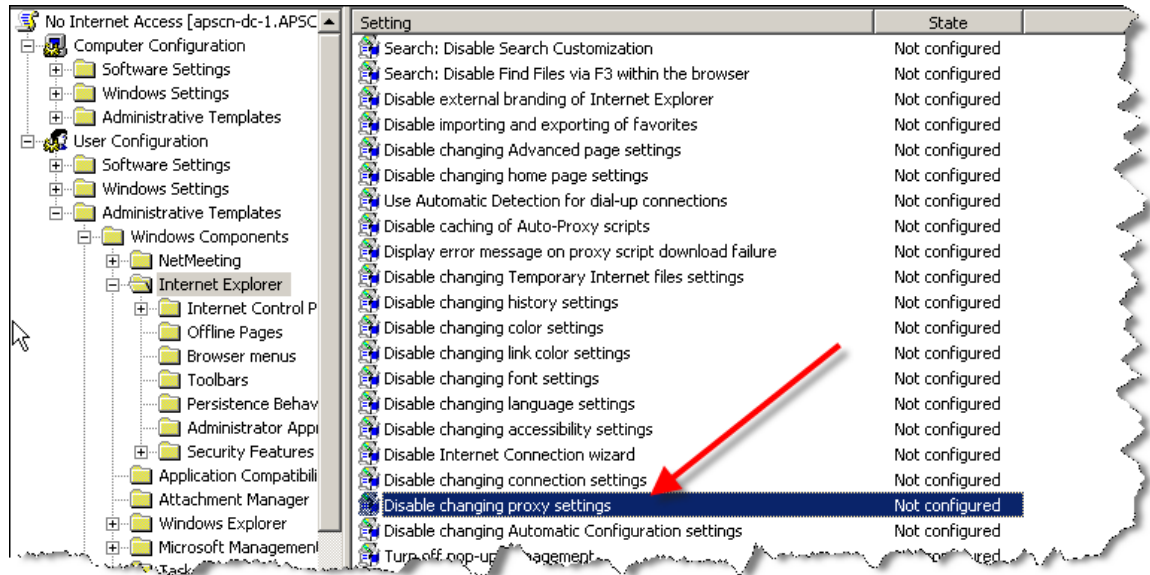 No Internet Access [apscn-dc-1.APSC
Computer Configuration
Software Settings
Windows Settings
Administrative Templates
User Configuration
Software Settings
Windows Settings
Administrative Templates
Windows Components
NetMeeting
Internet Explorer
Internet Control P
Offline Pages
Browser menus
Toolbars
Persistence Behav
Administrator App
Security Features
Application Compatibili
Attachment Manager
Windows Explorer
Microsoft Management
Task
Setting State
Search: Disable Search Customization Not configured
Search: Disable Find Files via F3 within the browser Not configured
Disable external branding of Internet Explorer Not configured
Disable importing and exporting of favorites Not configured
Disable changing Advanced page settings Not configured
Disable changing home page settings Not configured
Use Automatic Detection for dial-up connections Not configured
Disable caching of Auto-Proxy scripts Not configured
Display error message on proxy script download failure Not configured
Disable changing Temporary Internet files settings Not configured
Disable changing history settings Not configured
Disable changing color settings Not configured
Disable changing link color settings Not configured
Disable changing font settings Not configured
Disable changing language settings Not configured
Disable changing accessibility settings Not configured
Disable Internet Connection wizard Not configured
Disable changing connection settings Not configured
Disable changing proxy settings Not configured
Disable changing Automatic Configuration settings Not configured
Turn off pop-up management Not configured